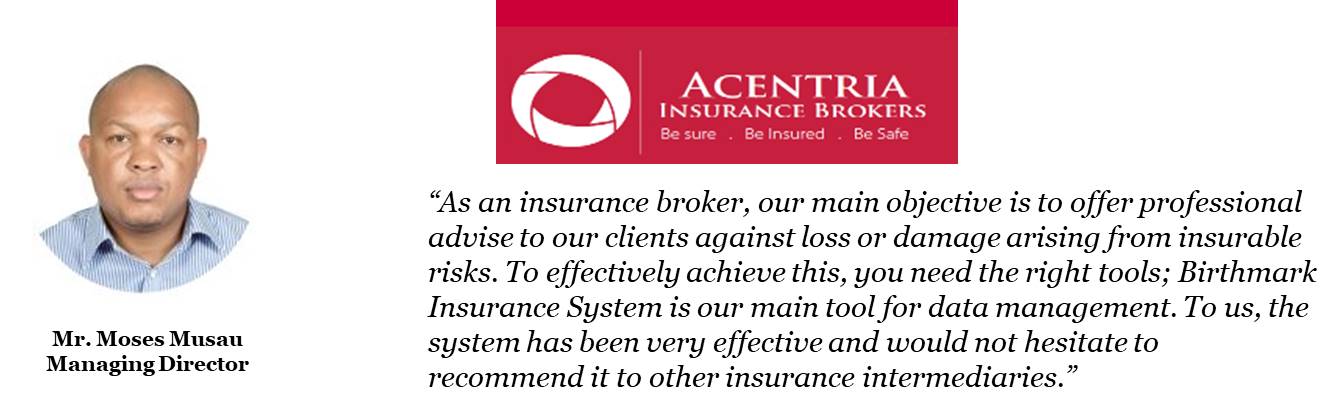 ACENTRIA
INSURANCE BROKERS
Be sure . Be Insured . Be Safe
“As an insurance broker, our main objective is to offer professional
advise to our clients against loss or damage arising from insurable
risks. To effectively achieve this, you need the right tools; Birthmark
Insurance System is our main tool for data management. To us, the
system has been very effective and would not hesitate to
recommend it to other insurance intermediaries.”
Mr. Moses Musau
Managing Director